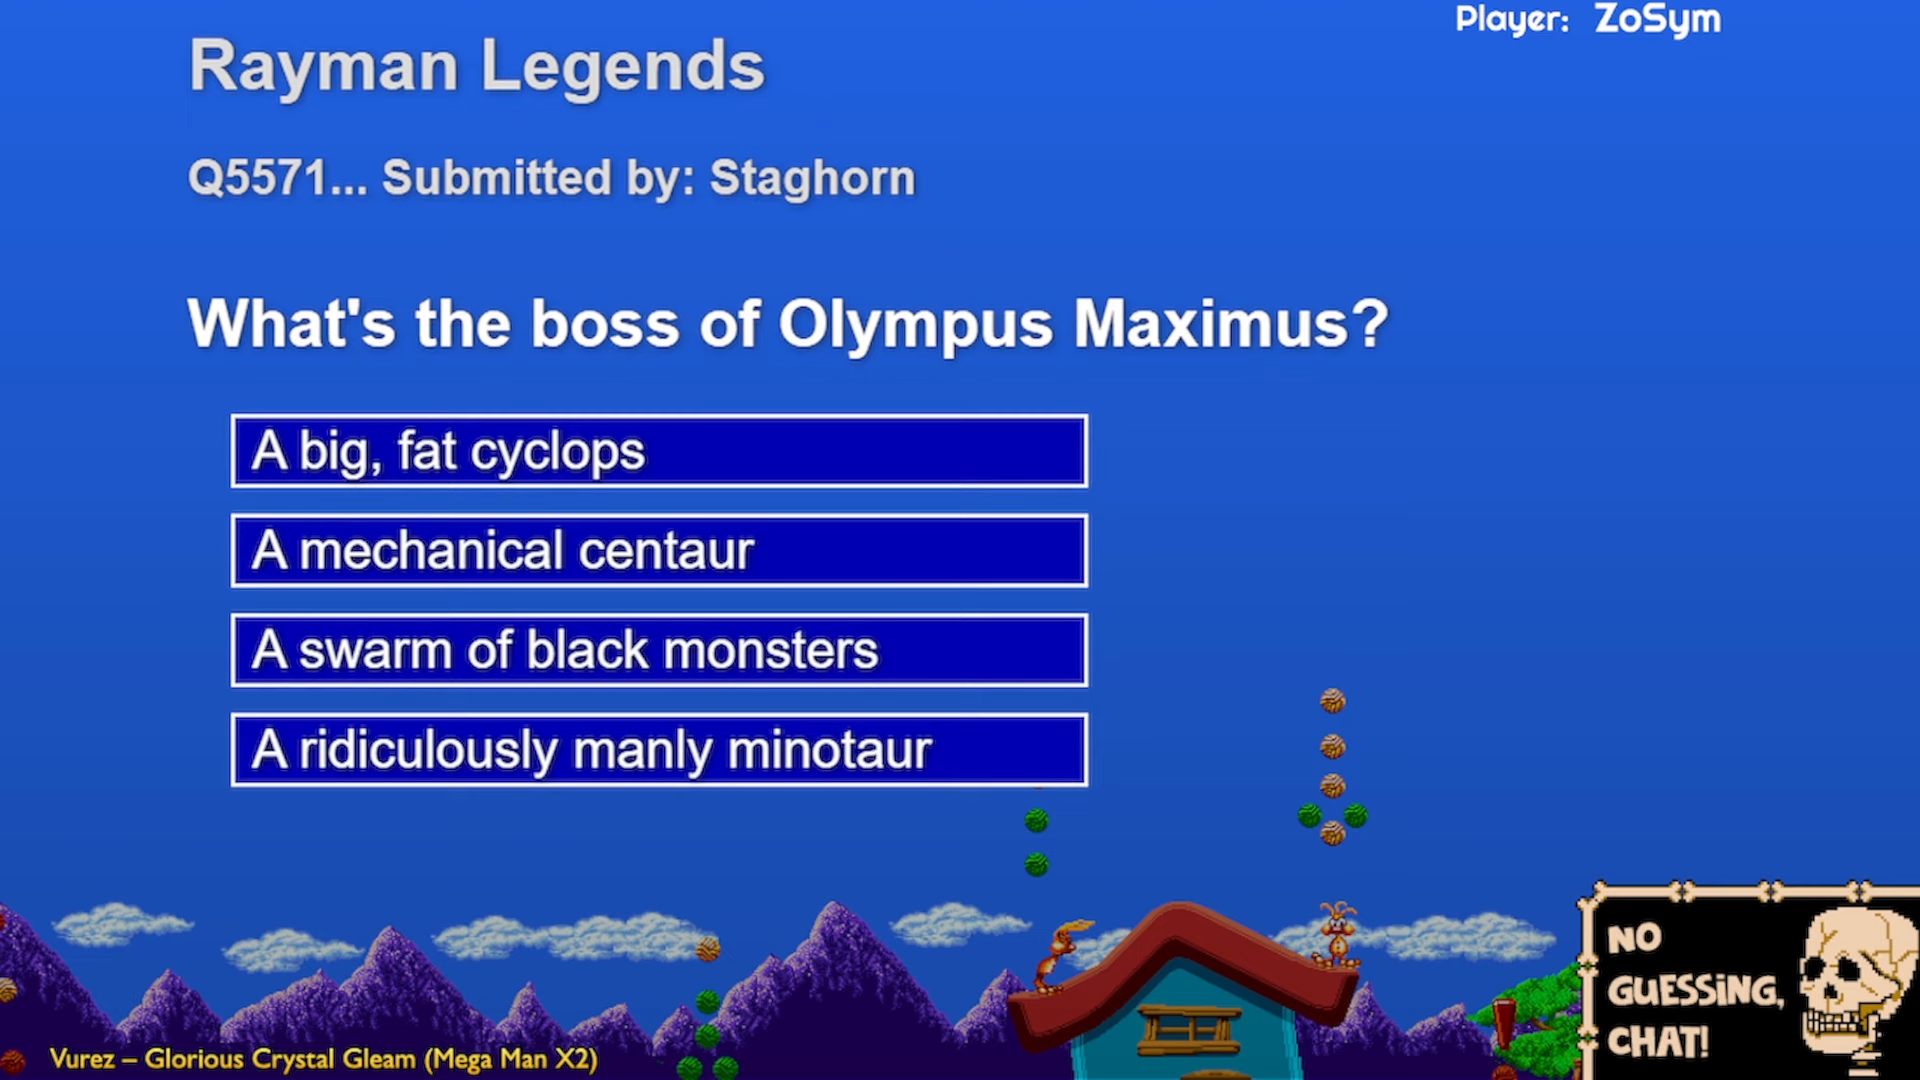 Player: ZoSym
Rayman Legends
Q5571... Submitted by: Staghorn
What's the boss of Olympus Maximus?
A big, fat cyclops
A mechanical centaur
A swarm of black monsters
A ridiculously manly minotaur
NO
GUESSING,
CHAT!
Vurez – Glorious Crystal Gleam (Mega Man X2)